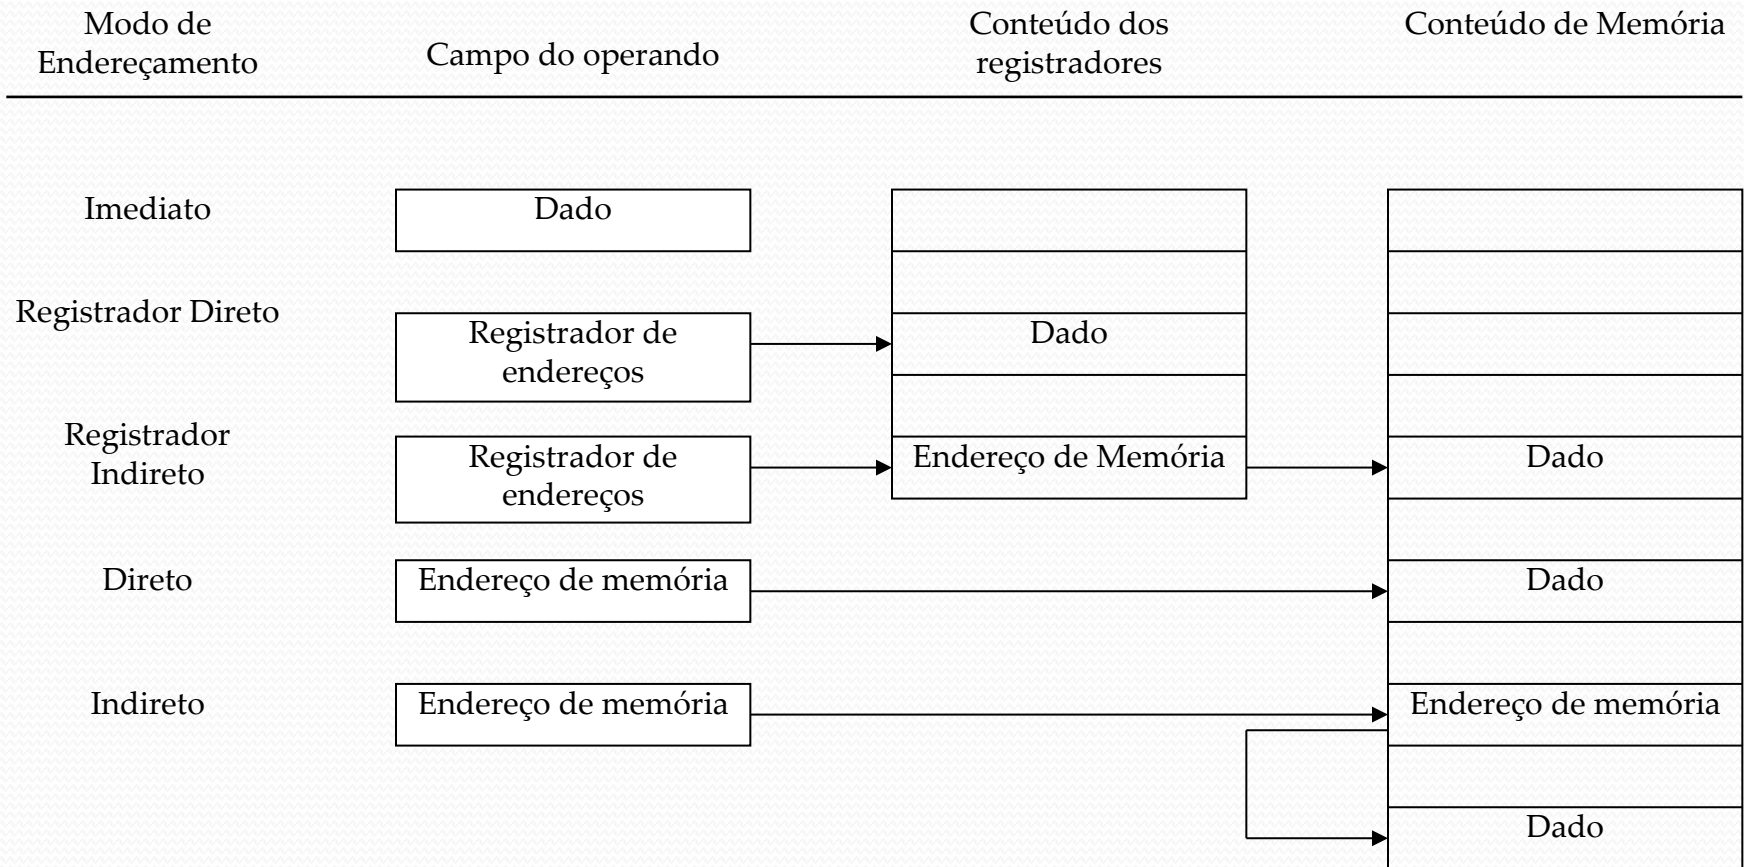 Modo de
Endereçamento
Campo do operando
Conteúdo dos
registradores
Conteúdo de Memória
Imediato
Dado
Registrador Direto
Registrador de
endereços
Dado
Registrador
Indireto
Registrador de
endereços
Endereço de Memória
Dado
Direto
Endereço de memória
Dado
Indireto
Endereço de memória
Endereço de memória
Dado